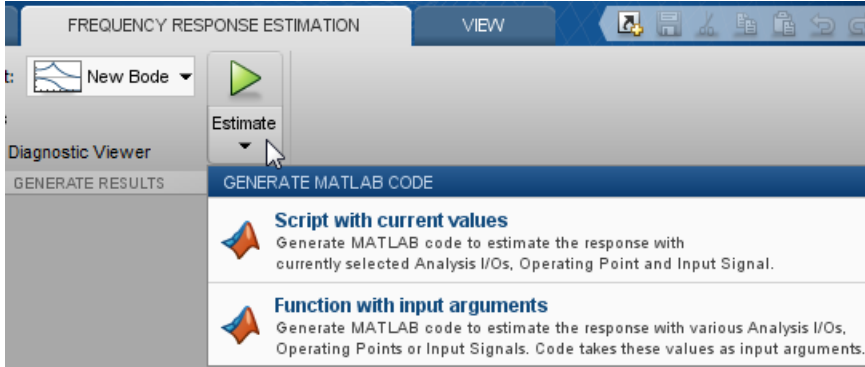 FREQUENCY RESPONSE ESTIMATION VIEW
New Bode
Estimate
Diagnostic Viewer
GENERATE RESULTS GENERATE MATLAB CODE
Script with current values
Generate MATLAB code to estimate the response with
currently selected Analysis I/Os, Operating Point and Input Signal.
Function with input arguments
Generate MATLAB code to estimate the response with various Analysis I/Os,
Operating Points or Input Signals. Code takes these values as input arguments.